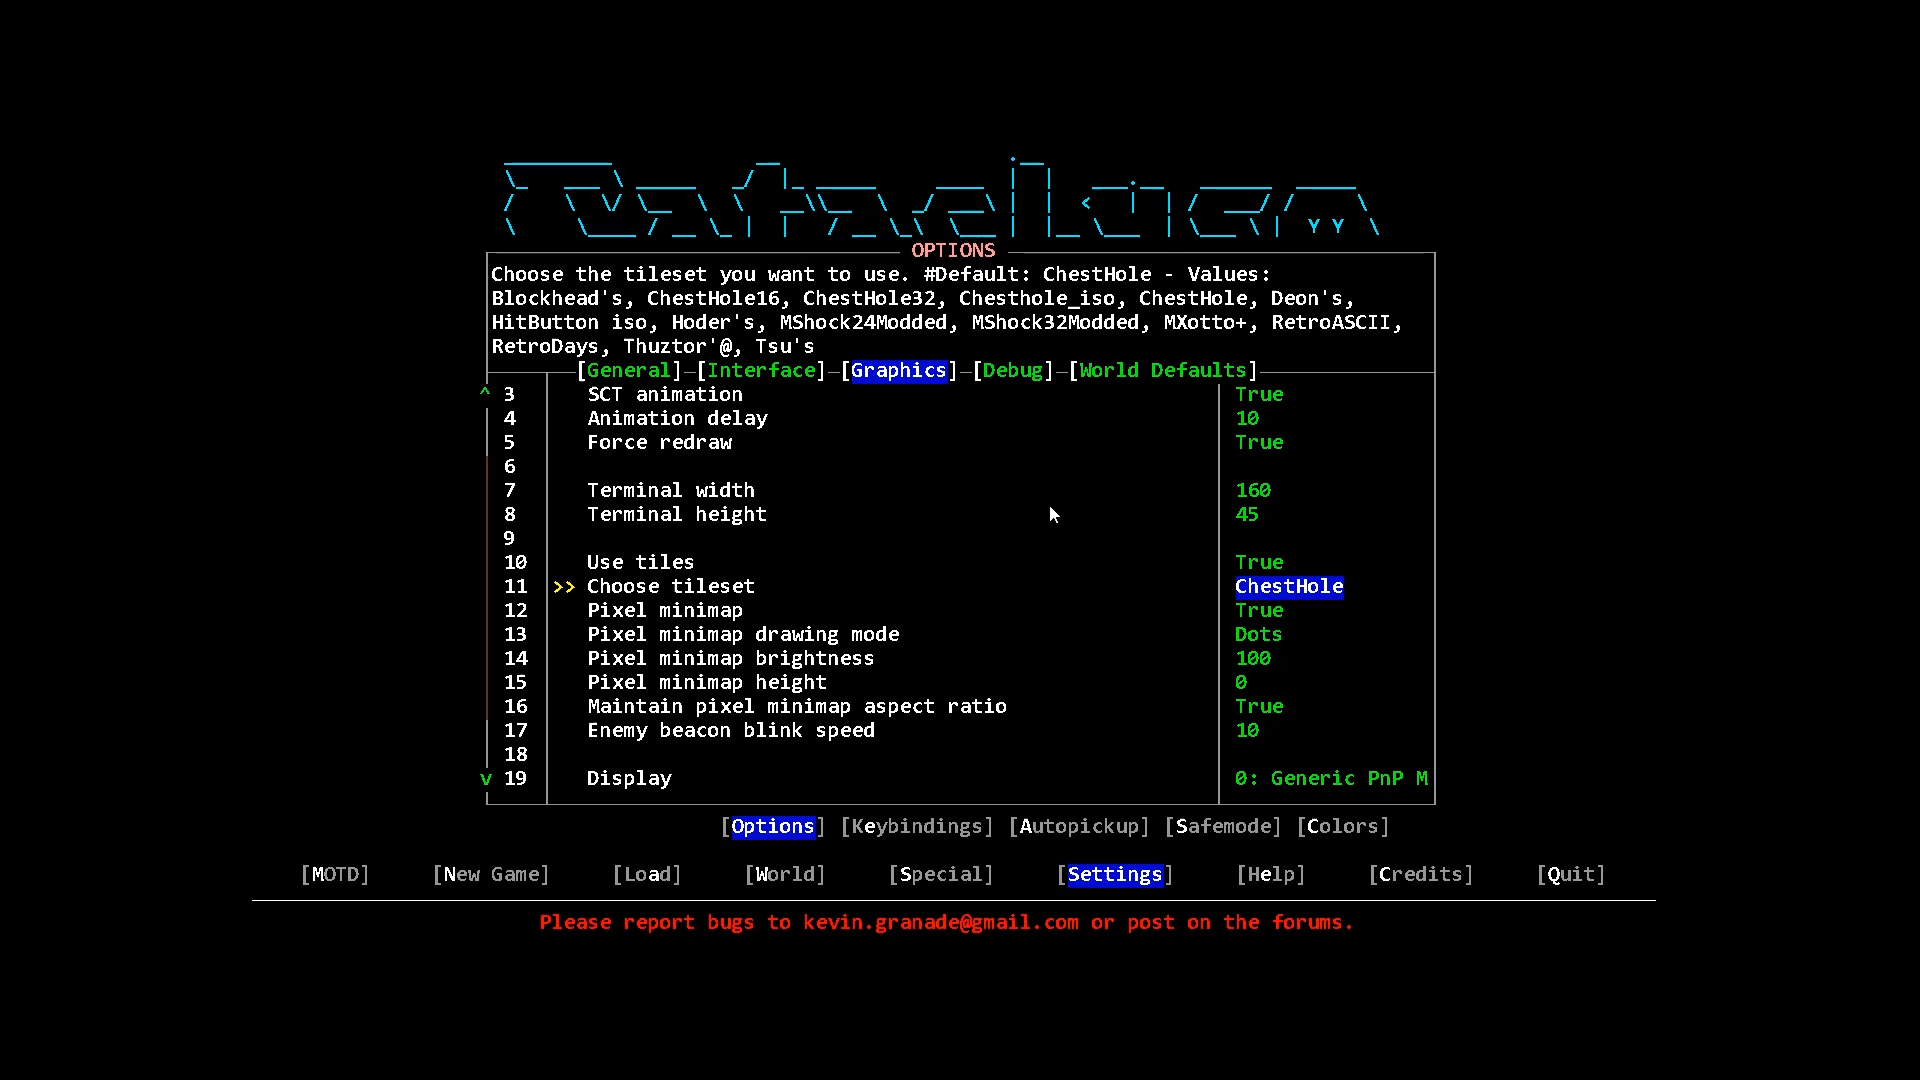 OPTIONS
Choose the tileset you want to use. #Default: ChestHole - Values:
Blockhead's, ChestHole16, ChestHole32, Chesthole_iso, ChestHole, Deon's,
HitButton iso, Hoder's, MShock24Modded, MShock32Modded, MXotto+, RetroASCII,
RetroDays, Thuztor'@, Tsu's
[General] [Interface] [Graphics] [Debug] [World Defaults]
^ 3 SCT animation True
4 Animation delay 10
5 Force redraw True
6
7 Terminal width 160
8 Terminal height 45
9
10 Use tiles True
11 >> Choose tileset ChestHole
12 Pixel minimap True
13 Pixel minimap drawing mode Dots
14 Pixel minimap brightness 100
15 Pixel minimap height 0
16 Maintain pixel minimap aspect ratio True
17 Enemy beacon blink speed 10
18
v 19 Display 0: Generic PnP M
[Options] [Keybindings] [Autopickup] [Safemode] [Colors]
[MOTD] [New Game] [Load] [World] [Special] [Settings] [Help] [Credits] [Quit]
Please report bugs to kevin.granade@gmail.com or post on the forums.